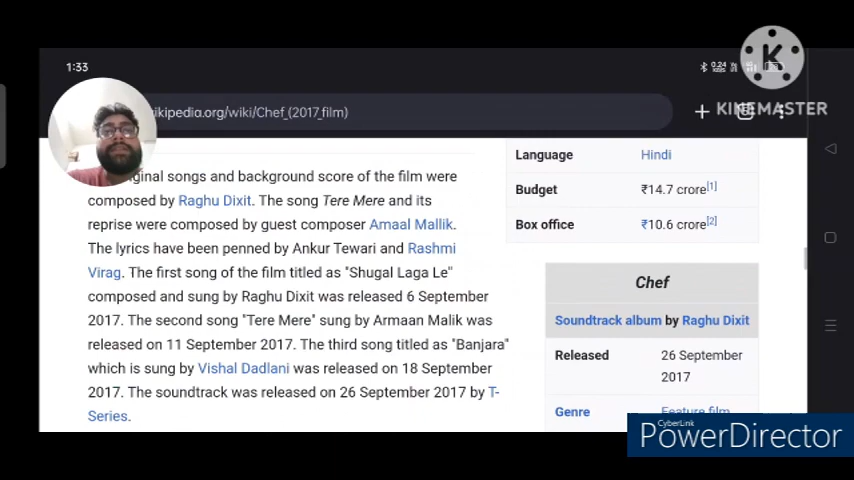 1:33
0.24
KINEMASTER
ikipedia.org/wiki/Chef_(2017_film)
ginal songs and background score of the film were
composed by Raghu Dixit. The song Tere Mere and its
reprise were composed by guest composer Amaal Mallik.
The lyrics have been penned by Ankur Tewari and Rashmi
Virag. The first song of the film titled as "Shugal Laga Le"
composed and sung by Raghu Dixit was released 6 September
2017. The second song "Tere Mere" sung by Armaan Malik was
released on 11 September 2017. The third song titled as "Banjara"
which is sung by Vishal Dadlani was released on 18 September
2017. The soundtrack was released on 26 September 2017 by T-
Series.
Language Hindi
Budget ₹14.7 crore[1]
Box office ₹10.6 crore[2]
Chef
Soundtrack album by Raghu Dixit
Released 26 September
2017
Genre Feature film
CyberLink
PowerDirector